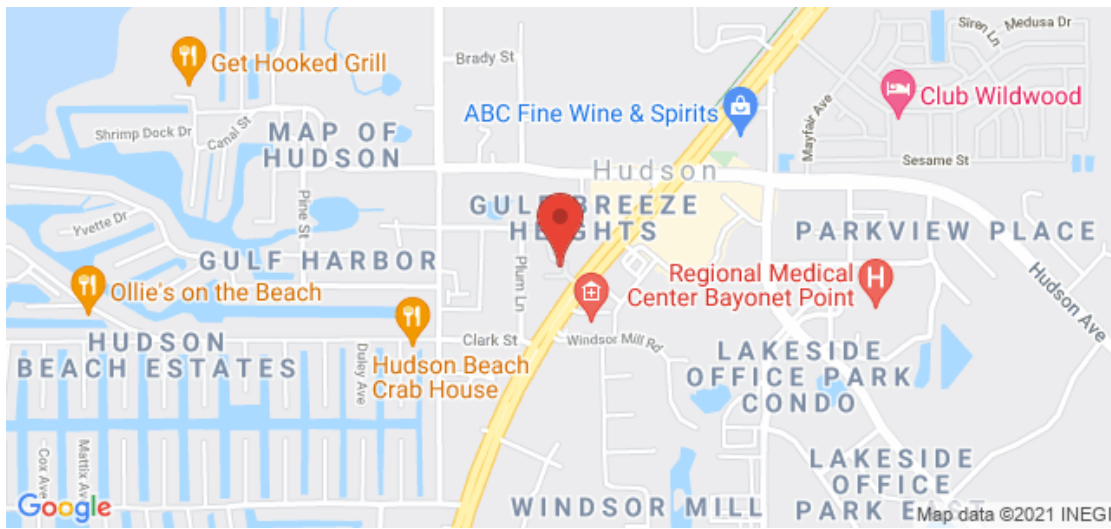 Siren Ln
Medusa Dr
Get Hooked Grill
Brady St
Club Wildwood
ABC Fine Wine & Spirits
Mayfair Ave
Shrimp Dock Dr
Canal St
MAP OF
HUDSON
Sesame St
Hudson
Pine St
GULF BREEZE
HEIGHTS
Yvette Dr
PARKVIEW PLACE
GULF HARBOR
Plum Ln
Regional Medical
Center Bayonet Point
H
Hudson Ave
Ollie's on the Beach
HUDSON
BEACH ESTATES
Clark St
Windsor Mill Rd
Duley Ave
Hudson Beach
Crab House
LAKESIDE
OFFICE PARK
CONDO
Cox Ave
Mattix Av
LAKESIDE
OFFICE
PARK EAST
WINDSOR MILL
Google
Map data ©2021 INEGI